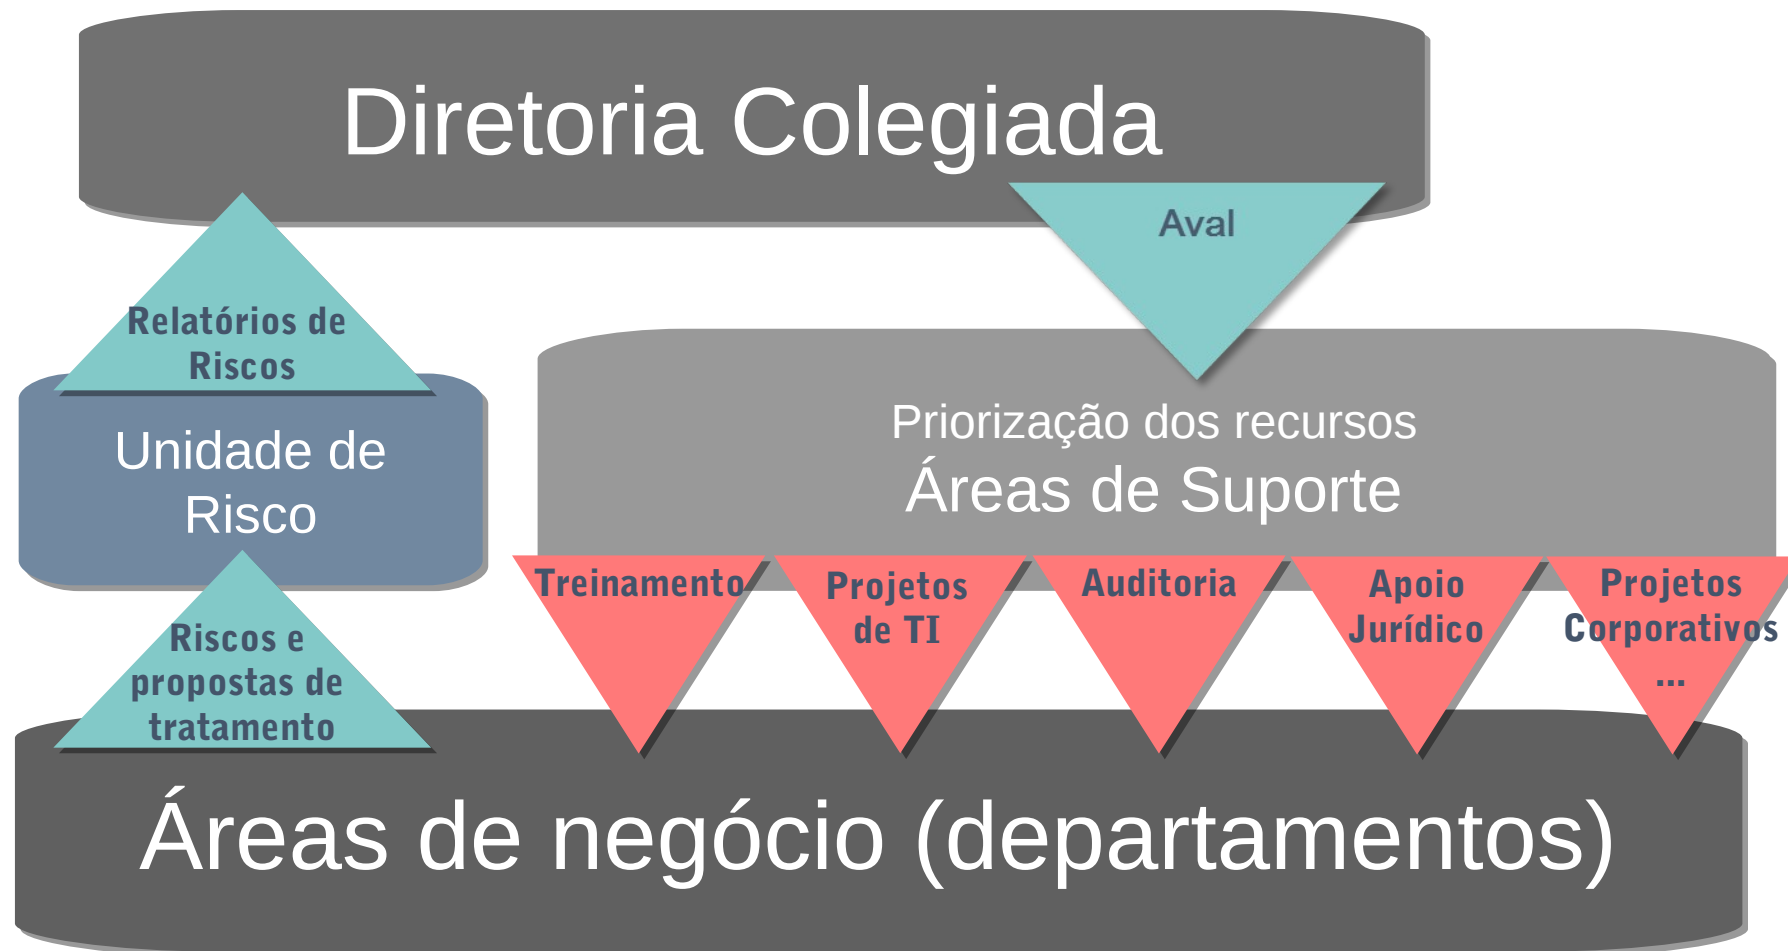 Diretoria Colegiada
Aval
Relatórios de
Riscos
Unidade de
Risco
Priorização dos recursos
Áreas de Suporte
Riscos e
propostas de
tratamento
Treinamento
Projetos
de TI
Auditoria
Apoio
Jurídico
Projetos
Corporativos
...
Áreas de negócio (departamentos)